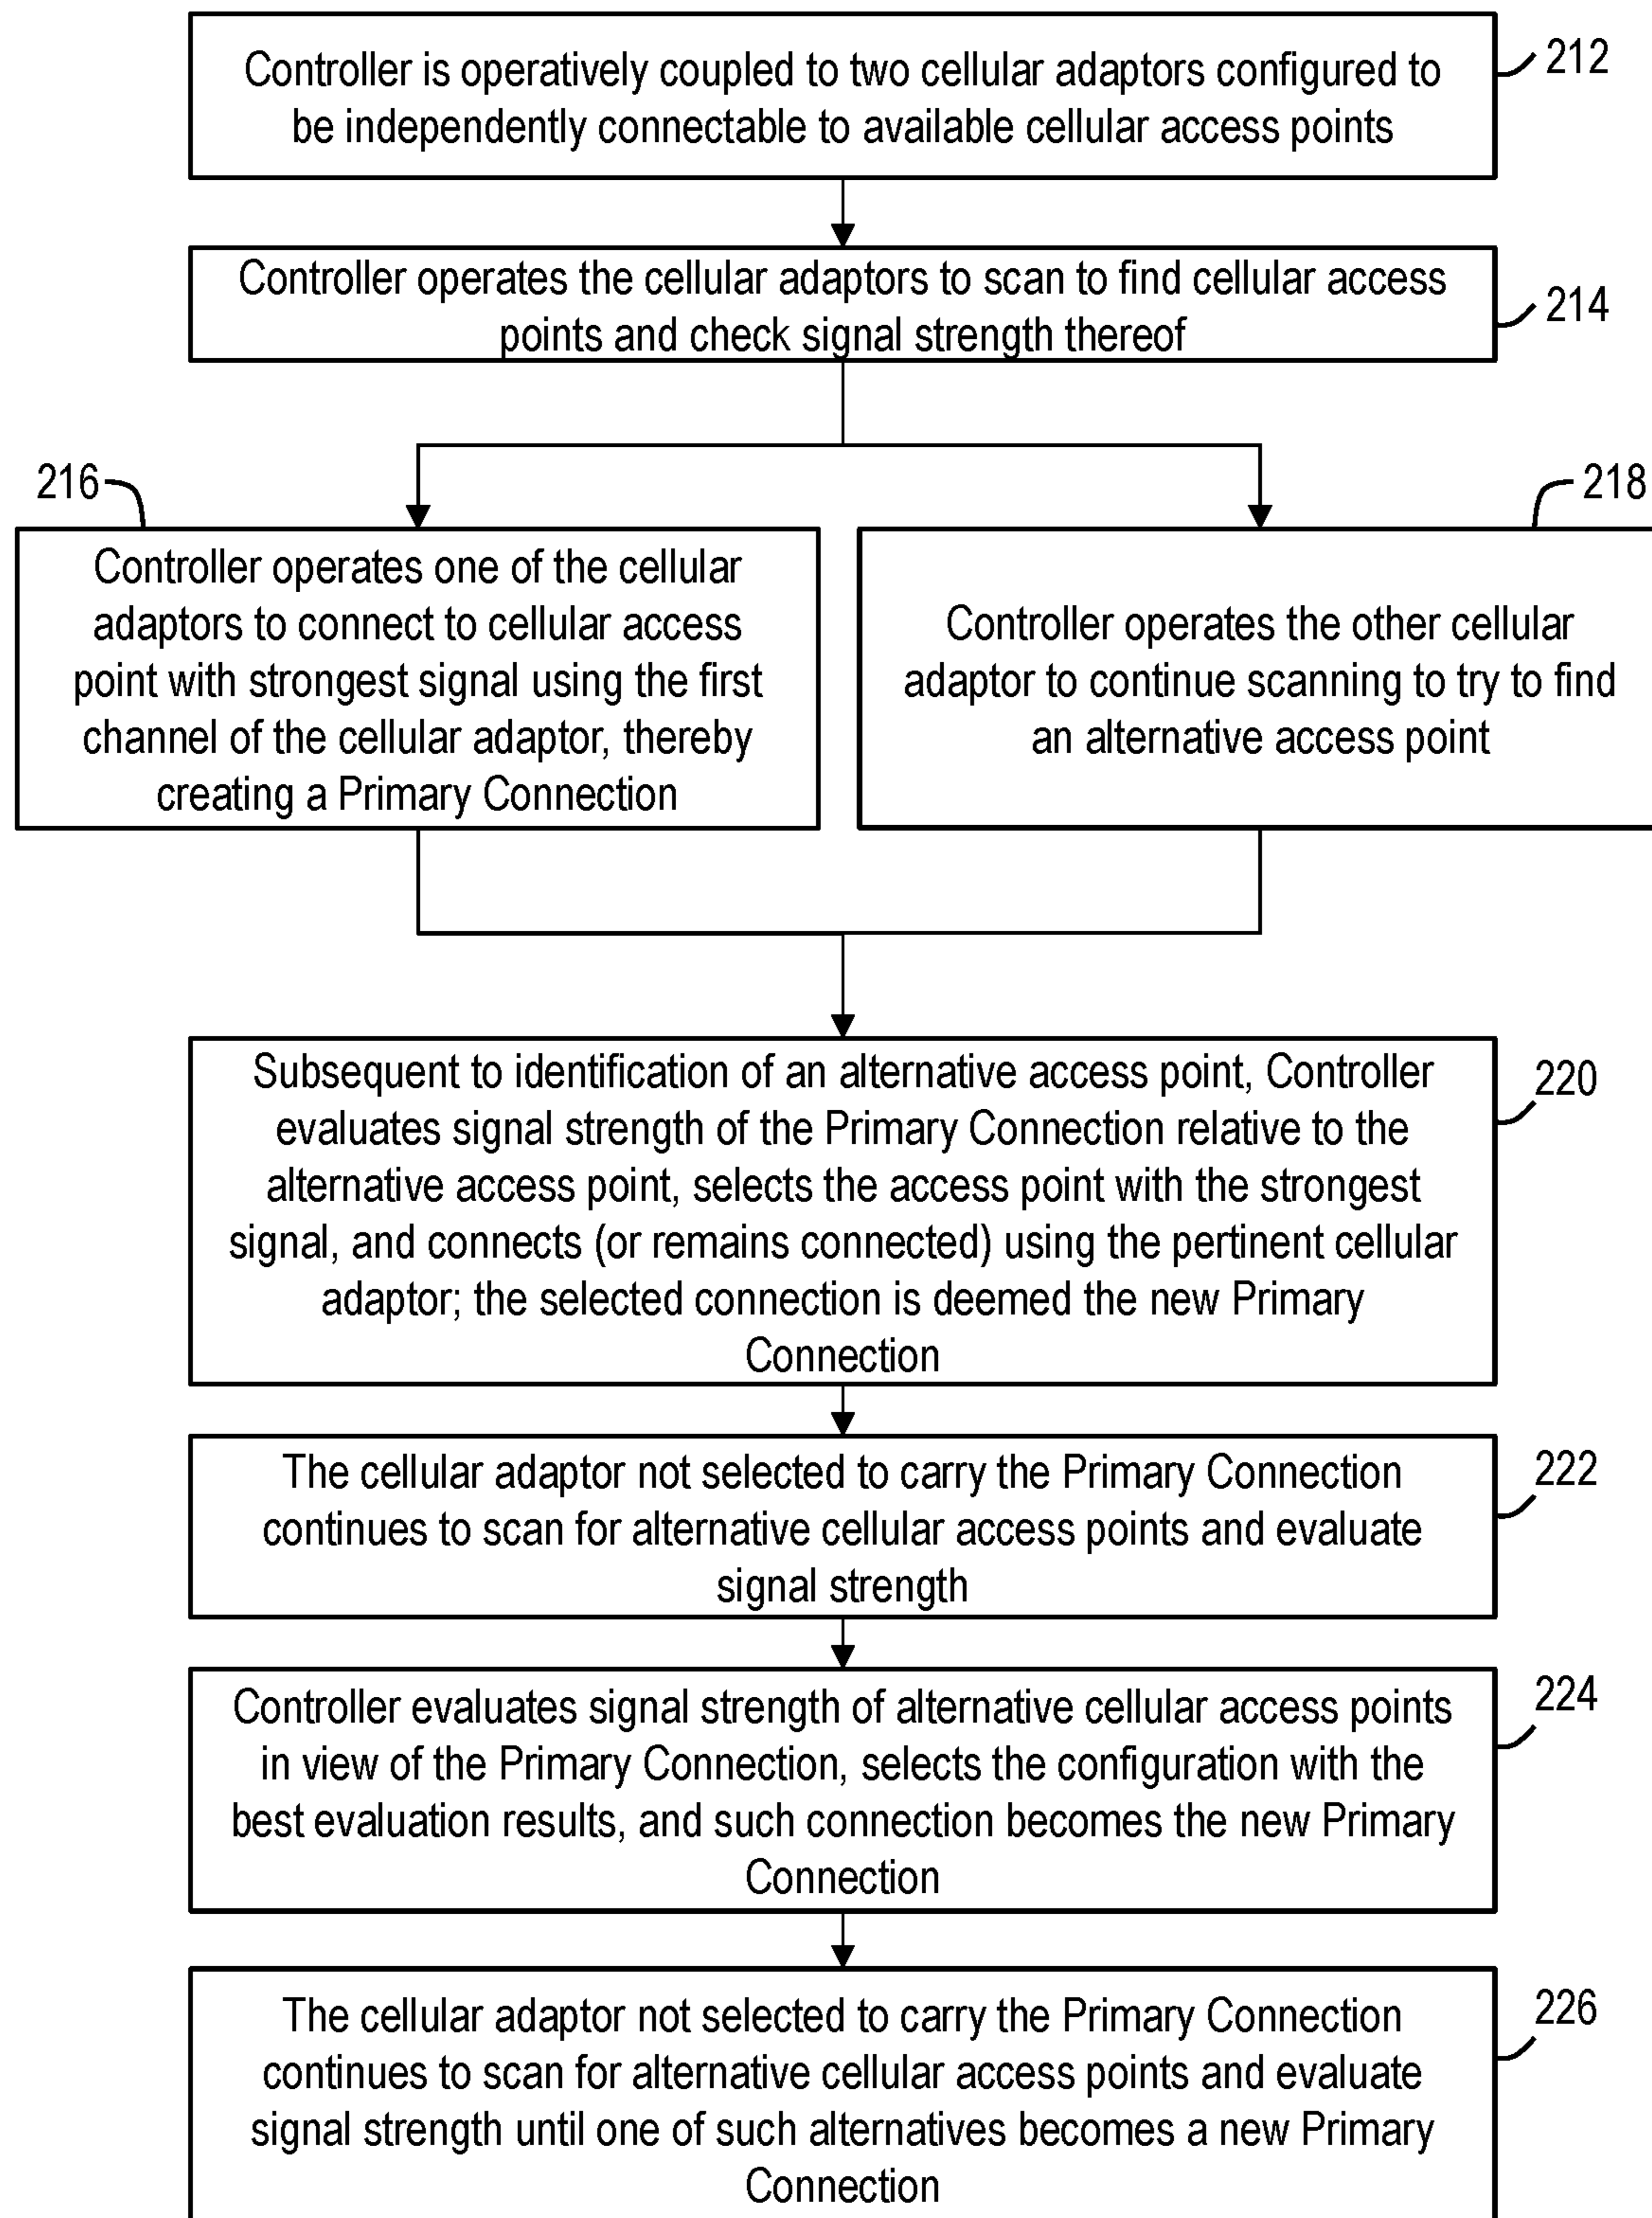 Controller is operatively coupled to two cellular adaptors configured to
be independently connectable to available cellular access points
212
Controller operates the cellular adaptors to scan to find cellular access
points and check signal strength thereof
214
216
Controller operates one of the cellular
adaptors to connect to cellular access
point with strongest signal using the first
channel of the cellular adaptor, thereby
creating a Primary Connection
218
Controller operates the other cellular
adaptor to continue scanning to try to find
an alternative access point
Subsequent to identification of an alternative access point, Controller
evaluates signal strength of the Primary Connection relative to the
alternative access point, selects the access point with the strongest
signal, and connects (or remains connected) using the pertinent cellular
adaptor; the selected connection is deemed the new Primary
Connection
220
The cellular adaptor not selected to carry the Primary Connection
continues to scan for alternative cellular access points and evaluate
signal strength
222
Controller evaluates signal strength of alternative cellular access points
in view of the Primary Connection, selects the configuration with the
best evaluation results, and such connection becomes the new Primary
Connection
224
The cellular adaptor not selected to carry the Primary Connection
continues to scan for alternative cellular access points and evaluate
signal strength until one of such alternatives becomes a new Primary
Connection
226